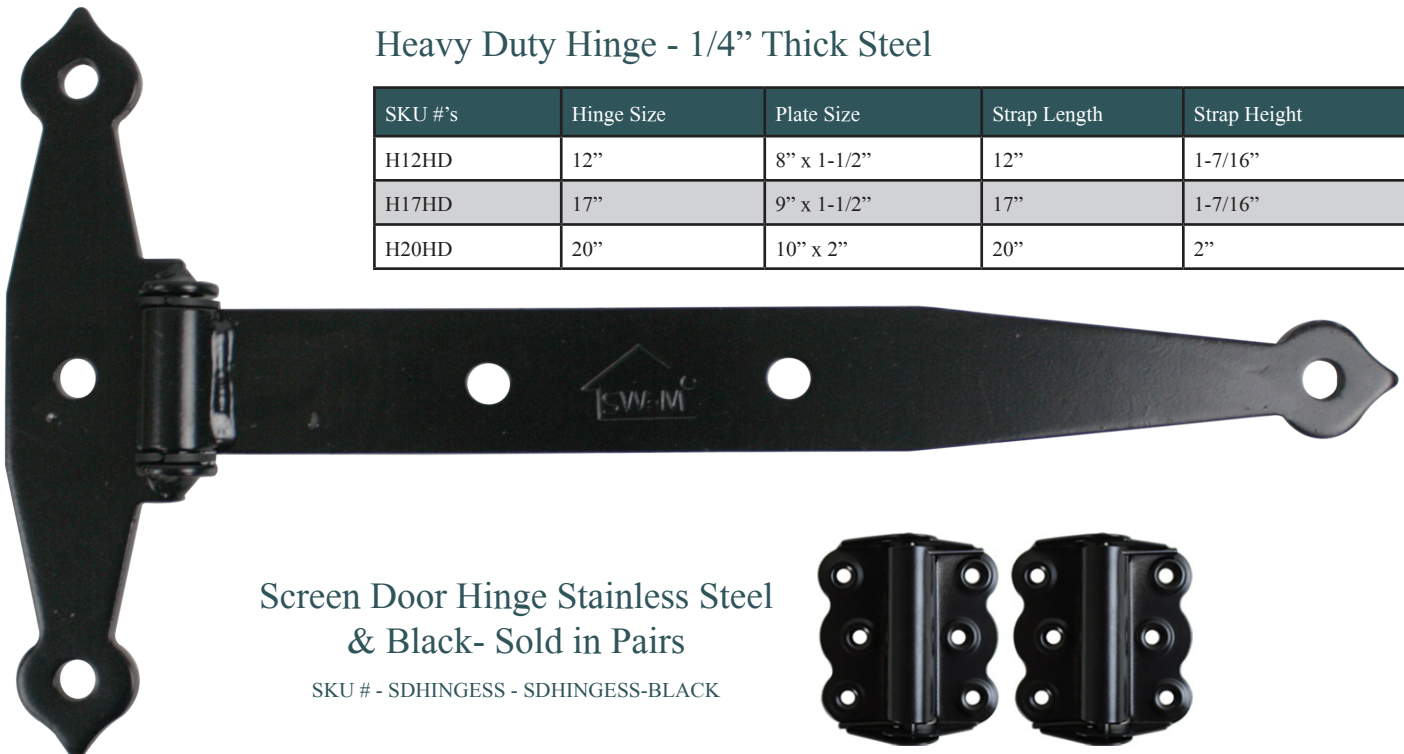 Heavy Duty Hinge - 1/4” Thick Steel
SKU #’s Hinge Size Plate Size Strap Length Strap Height
H12HD 12” 8” x 1-1/2” 12” 1-7/16”
H17HD 17” 9” x 1-1/2” 17” 1-7/16”
H20HD 20” 10” x 2” 20” 2”
SW&M
Screen Door Hinge Stainless Steel
& Black- Sold in Pairs
SKU # - SDHINGESS - SDHINGESS-BLACK